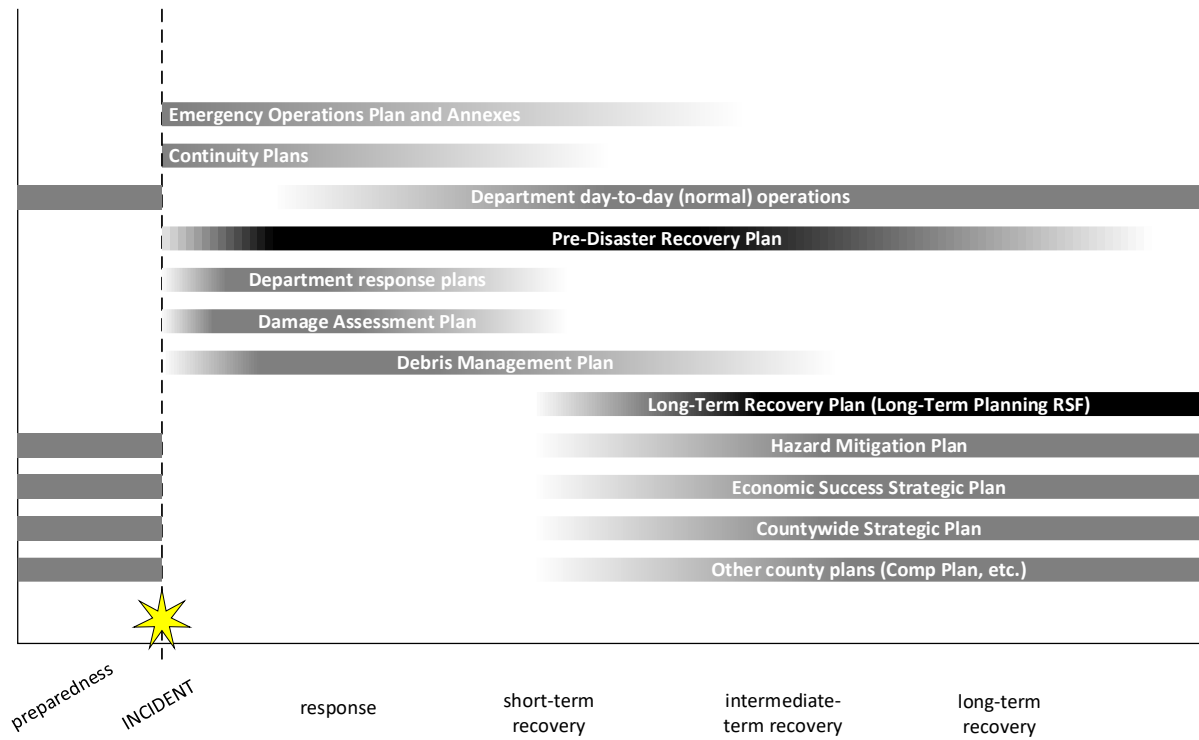 Emergency Operations Plan and Annexes
Continuity Plans
Department day-to-day (normal) operations
Pre-Disaster Recovery Plan
Department response plans
Damage Assessment Plan
Debris Management Plan
Long-Term Recovery Plan (Long-Term Planning RSF)
Hazard Mitigation Plan
Economic Success Strategic Plan
Countywide Strategic Plan
Other county plans (Comp Plan, etc.)
preparedness
INCIDENT
response
short-term
recovery
intermediate-
term recovery
long-term
recovery